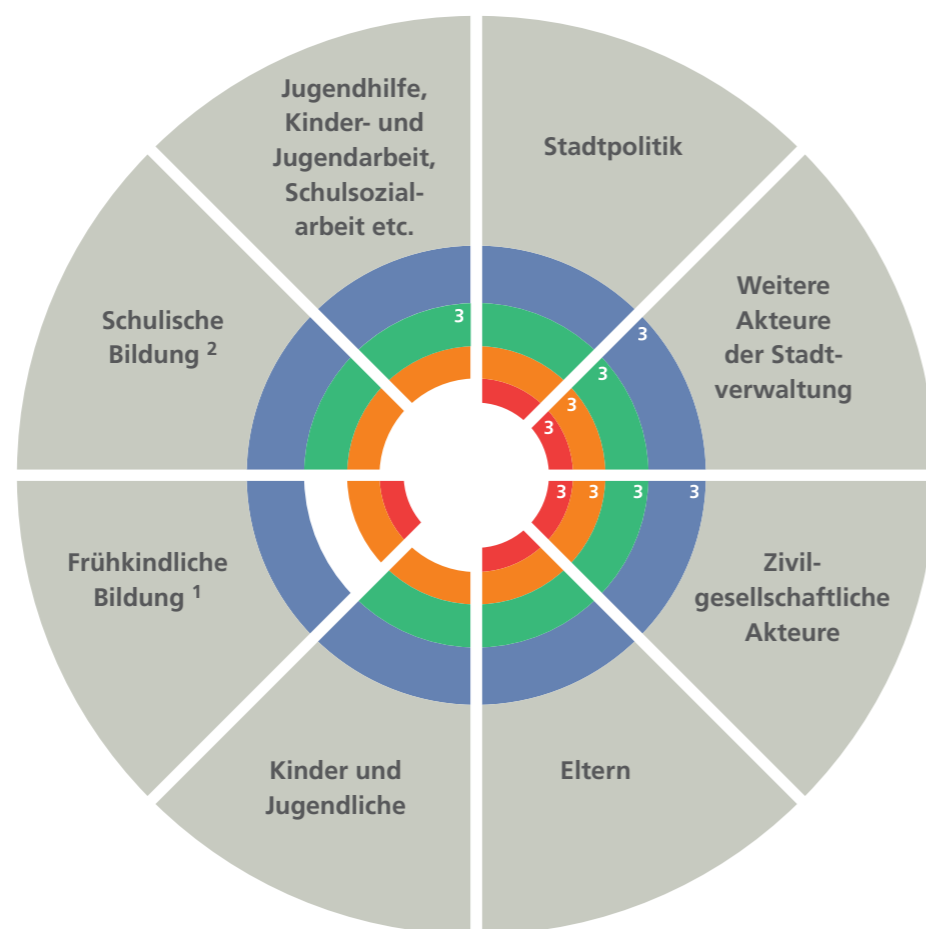 Jugendhilfe,
Kinder- und
Jugendarbeit,
Schulsozial-
arbeit etc.
Stadtpolitik
Weitere
Akteure
der Stadt-
verwaltung
Schulische
Bildung ²
3
3
3
3
3
3
3
3
3
Frühkindliche
Bildung ¹
Zivil-
gesellschaftliche
Akteure
Kinder und
Jugendliche
Eltern